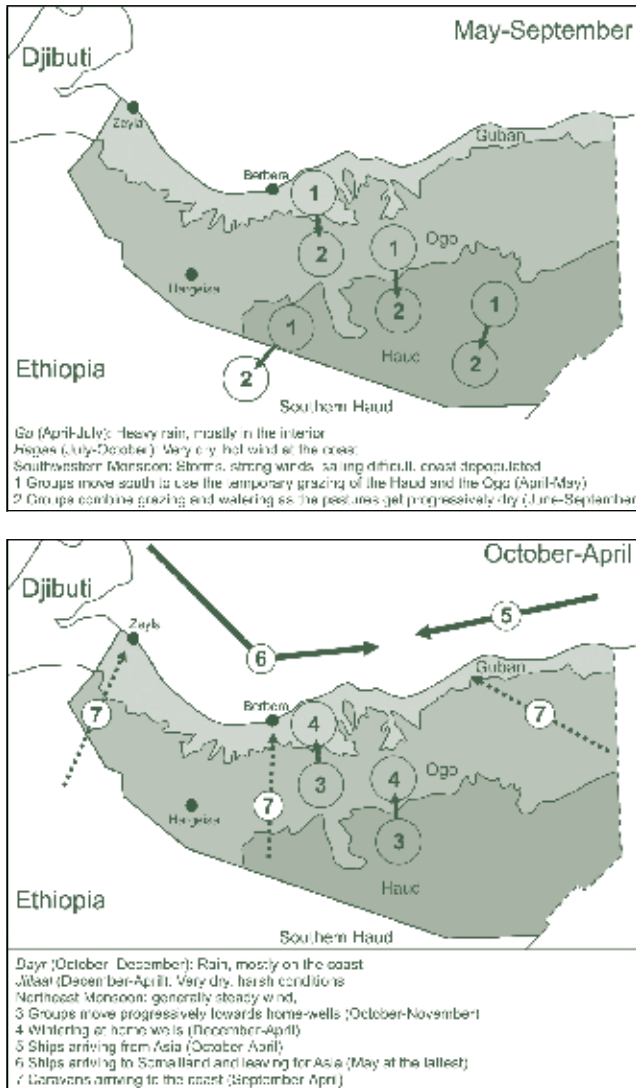 May-September
Djibuti
Zeyla
Guban
Berbera
1
1
2
Ogo
Hargeisa
1
2
1
Haud
2
2
Ethiopia
Southern Haud
Gu (April-July): Heavy rain, mostly in the interior
Hagaa (July-October): Very dry, hot wind at the coast
Southwestern Monsoon: Storms, strong winds, sailing difficult, coast depopulated
1 Groups move south to use the temporary grazing of the Haud and the Ogo (April-May)
2 Groups combine grazing and watering as the pastures get progressively dry (June-September
October-April
Djibuti
5
Zeyla
6
Guban
7
Berbera
4
7
Ogo
3
4
7
Hargeisa
3
Haud
Ethiopia
Southern Haud
Dayr (October- December): Rain, mostly on the coast
Jiilaal (December-April): Very dry, harsh conditions
Northeast Monsoon: generally steady wind,
3 Groups move progressively towards home-wells (October-November)
4 Wintering at home wells (December-April)
5 Ships arriving from Asia (October-April)
6 Ships arriving to Somaliland and leaving for Asia (May at the lattest)
7 Caravans arriving to the coast (September-April)